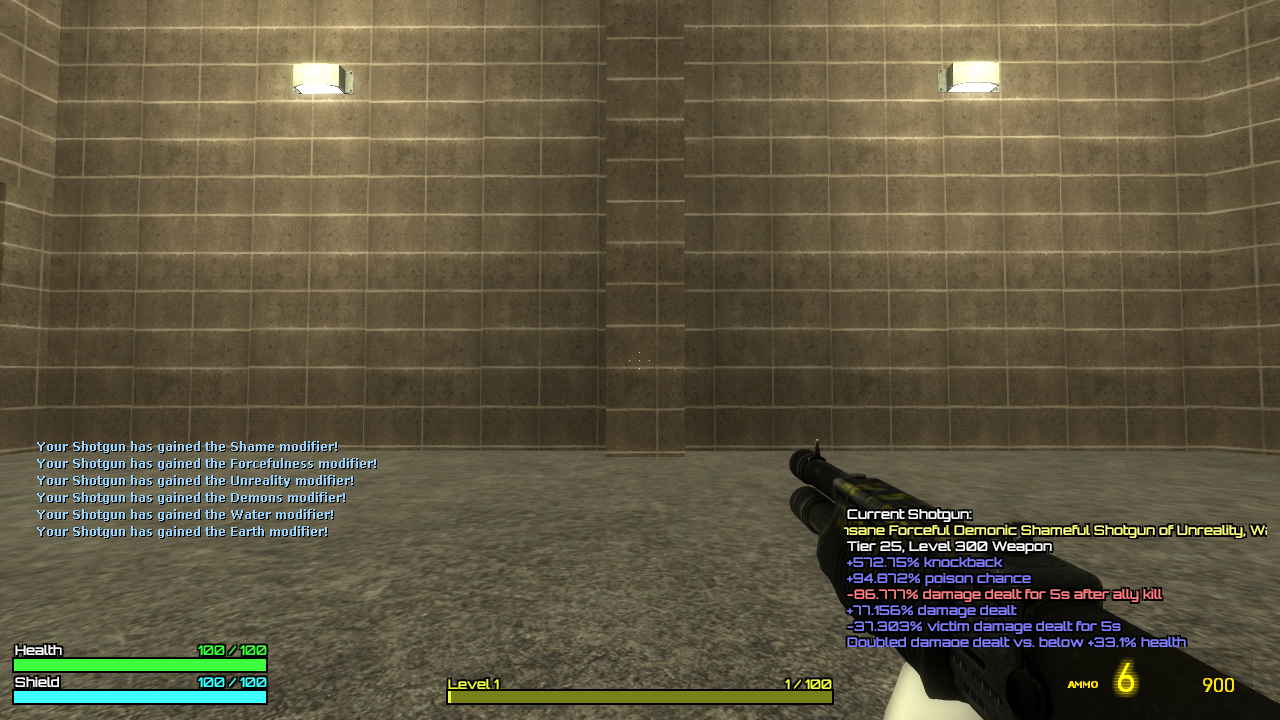 Your Shotgun has gained the Shame modifier!
Your Shotgun has gained the Forcefulness modifier!
Your Shotgun has gained the Unreality modifier!
Your Shotgun has gained the Demons modifier!
Your Shotgun has gained the Water modifier!
Your Shotgun has gained the Earth modifier!
Current Shotgun:
nsane Forceful Demonic Shameful Shotgun of Unreality, Wa
Tier 25, Level 300 Weapon
+572.75% knockback
+94.872% poison chance
-86.777% damage dealt for 5s after ally kill
+77.156% damage dealt
-37.303% victim damage dealt for 5s
Doubled damage dealt vs. below +33.1% health
Health 100 / 100
Shield 100 / 100
Level 1 1 / 100
AMMO 6 900